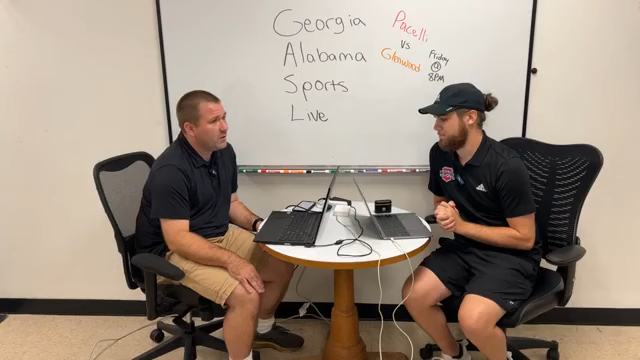 Georgia
Alabama
Sports
Live
Pacelli
vs
Glenwood
Friday
@
8PM